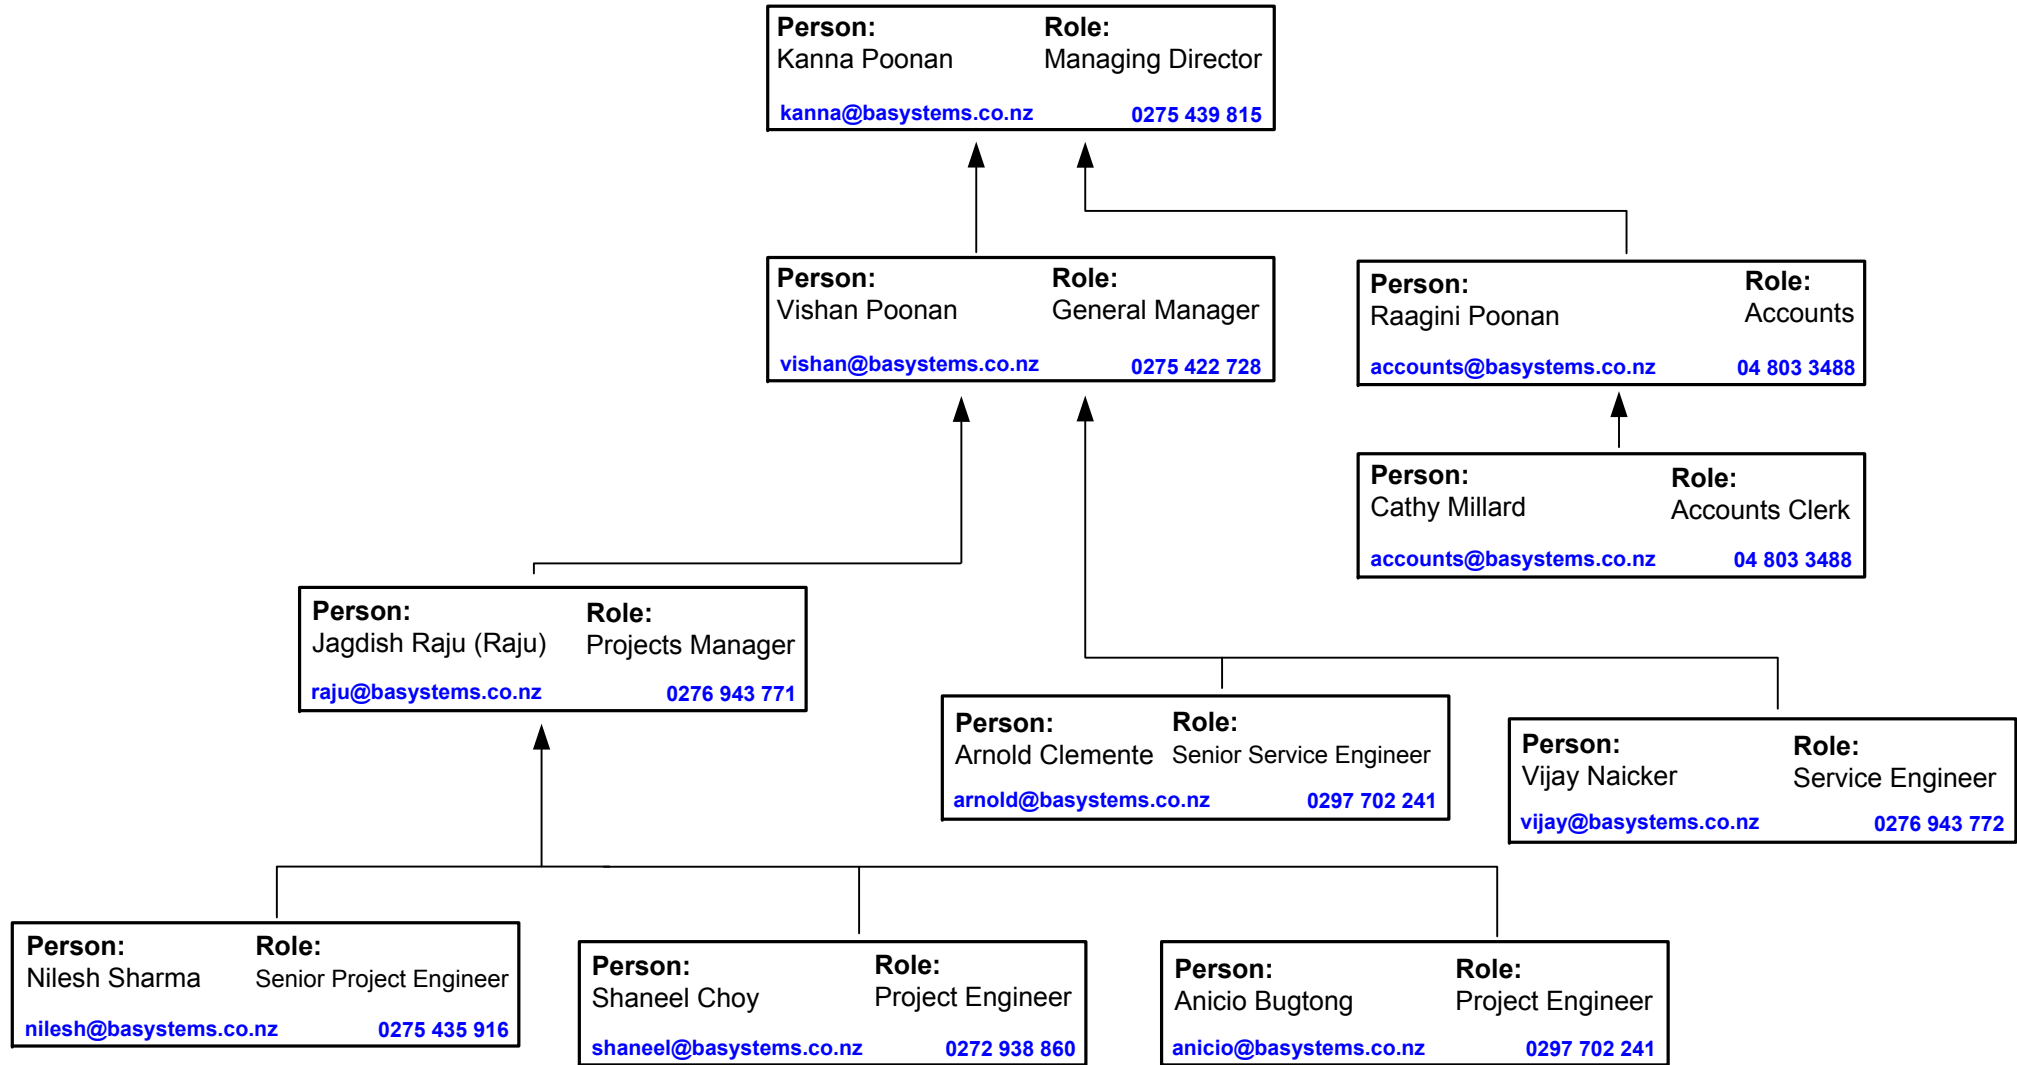 Person: Role:
Kanna Poonan Managing Director
kanna@basystems.co.nz 0275 439 815
Person: Role:
Vishan Poonan General Manager
vishan@basystems.co.nz 0275 422 728
Person: Role:
Raagini Poonan Accounts
accounts@basystems.co.nz 04 803 3488
Person: Role:
Cathy Millard Accounts Clerk
accounts@basystems.co.nz 04 803 3488
Person: Role:
Jagdish Raju (Raju) Projects Manager
raju@basystems.co.nz 0276 943 771
Person: Role:
Arnold Clemente Senior Service Engineer
arnold@basystems.co.nz 0297 702 241
Person: Role:
Vijay Naicker Service Engineer
vijay@basystems.co.nz 0276 943 772
Person: Role:
Nilesh Sharma Senior Project Engineer
nilesh@basystems.co.nz 0275 435 916
Person: Role:
Shaneel Choy Project Engineer
shaneel@basystems.co.nz 0272 938 860
Person: Role:
Anicio Bugtong Project Engineer
anicio@basystems.co.nz 0297 702 241